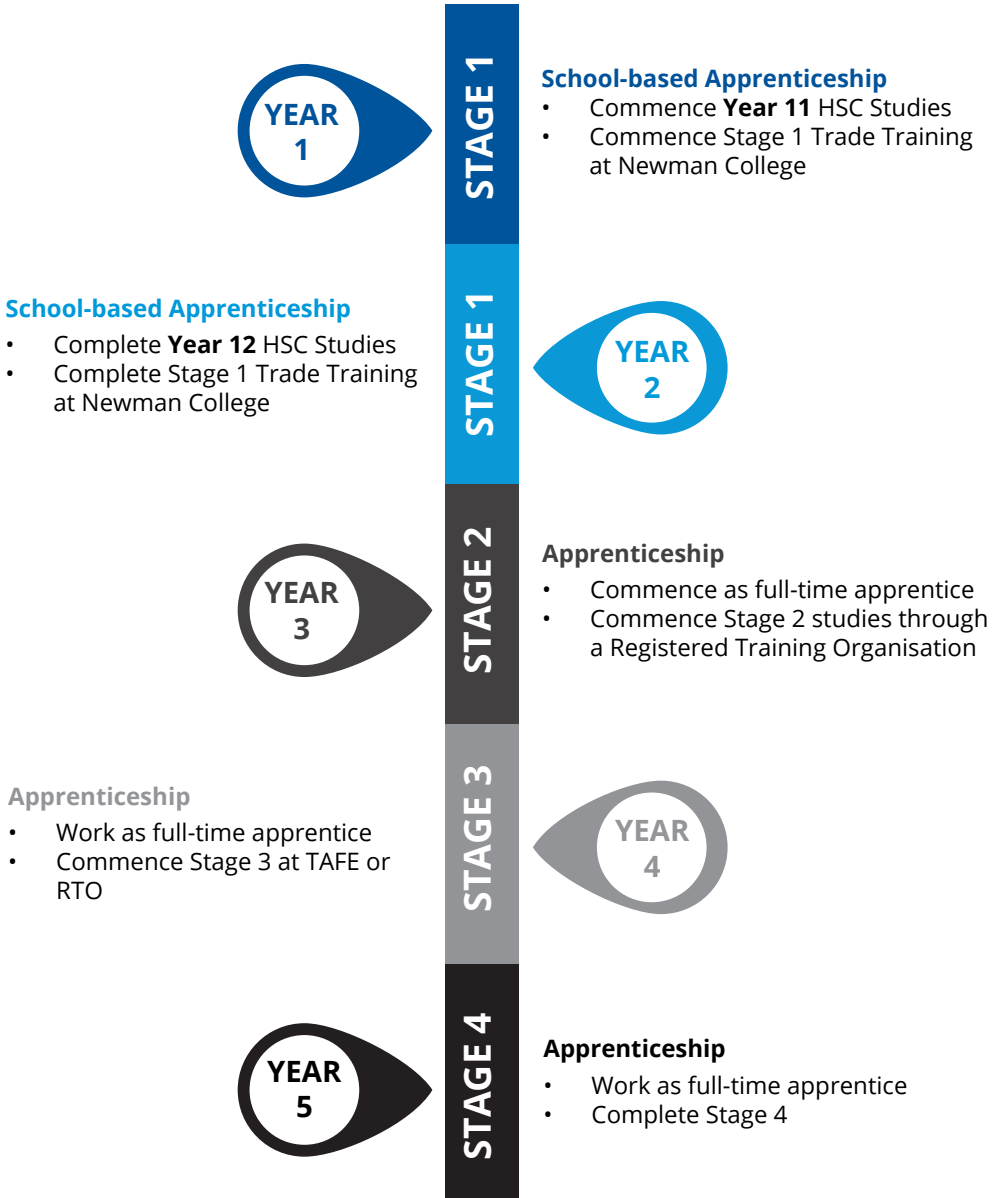 YEAR
1
STAGE 1
School-based Apprenticeship
• Commence Year 11 HSC Studies
• Commence Stage 1 Trade Training
at Newman College
School-based Apprenticeship
• Complete Year 12 HSC Studies
• Complete Stage 1 Trade Training
at Newman College
STAGE 1
YEAR
2
YEAR
3
STAGE 2
Apprenticeship
• Commence as full-time apprentice
• Commence Stage 2 studies through
a Registered Training Organisation
Apprenticeship
• Work as full-time apprentice
• Commence Stage 3 at TAFE or
RTO
STAGE 3
YEAR
4
YEAR
5
STAGE 4
Apprenticeship
• Work as full-time apprentice
• Complete Stage 4